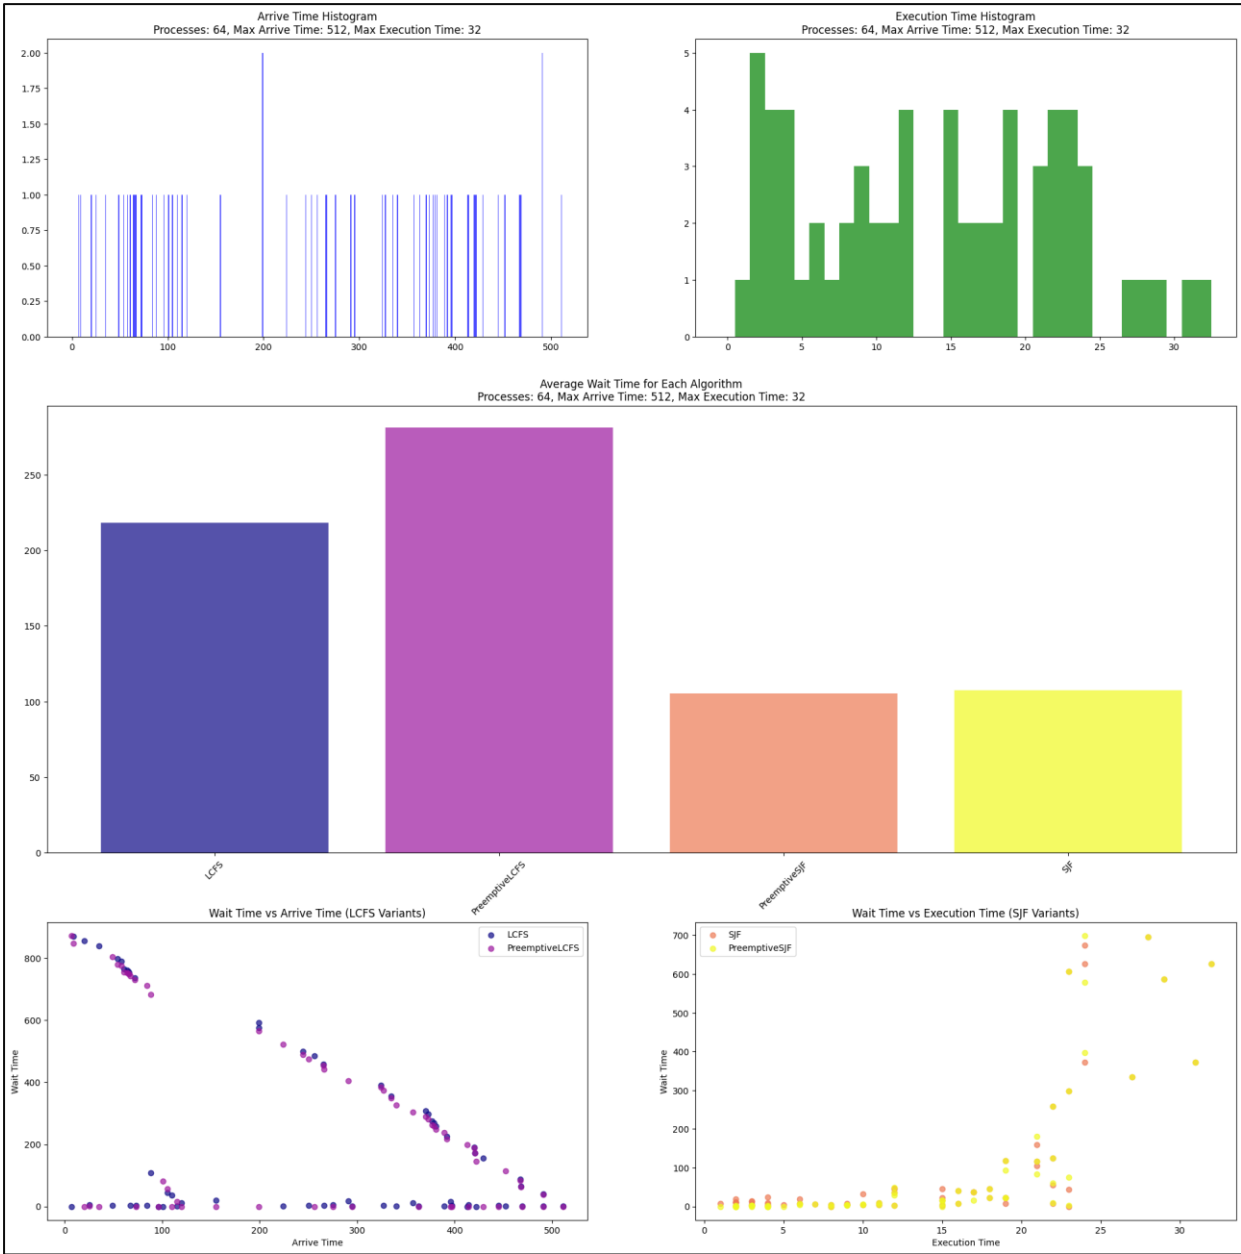 Arrive Time Histogram
Processes: 64, Max Arrive Time: 512, Max Execution Time: 32
2.00
1.75
1.50
1.25
1.00
0.75
0.50
0.25
0.00
0 100 200 300 400 500
Execution Time Histogram
Processes: 64, Max Arrive Time: 512, Max Execution Time: 32
5
4
3
2
1
0
0 5 10 15 20 25 30
Average Wait Time for Each Algorithm
Processes: 64, Max Arrive Time: 512, Max Execution Time: 32
250
200
150
100
50
0
LCFS
PreemptiveLCFS
PreemptiveSJF
SJF
Wait Time vs Arrive Time (LCFS Variants)
LCFS
PreemptiveLCFS
Wait Time
800
600
400
200
0
0 100 200 300 400 500
Arrive Time
Wait Time vs Execution Time (SJF Variants)
SJF
PreemptiveSJF
Wait Time
700
600
500
400
300
200
100
0
0 5 10 15 20 25 30
Execution Time